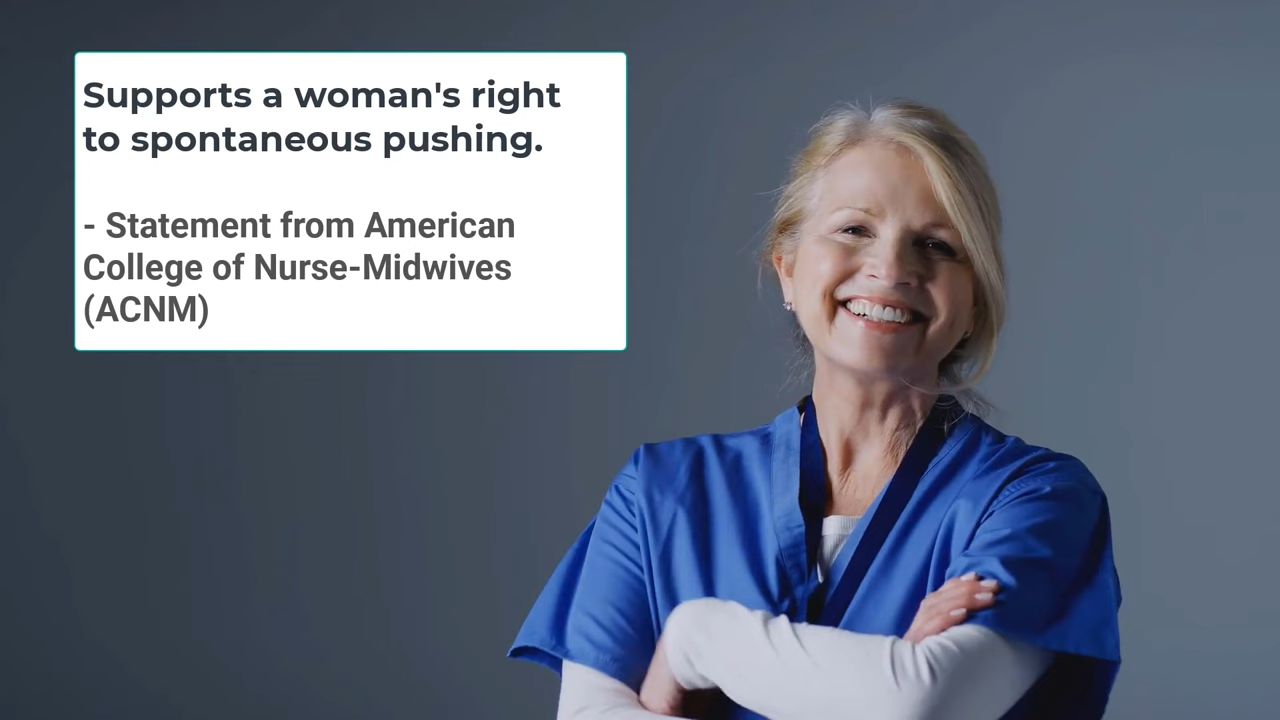 Supports a woman's right
to spontaneous pushing.
- Statement from American
College of Nurse-Midwives
(ACNM)